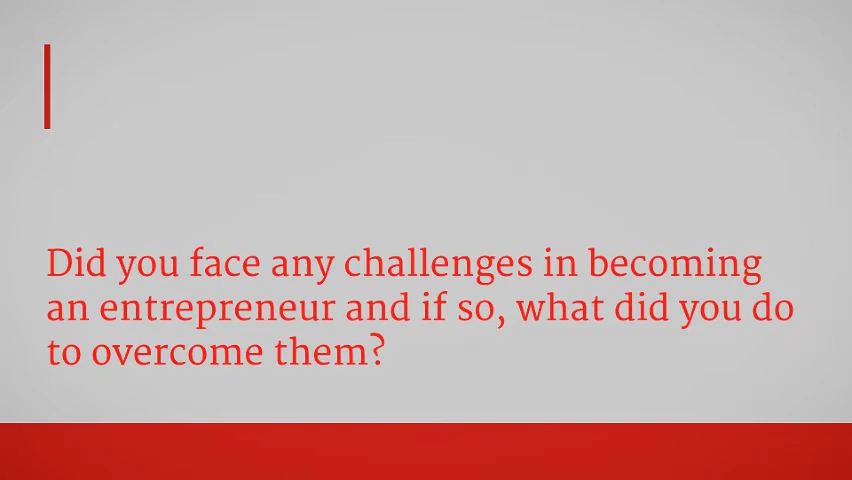 Did you face any challenges in becoming
an entrepreneur and if so, what did you do
to overcome them?